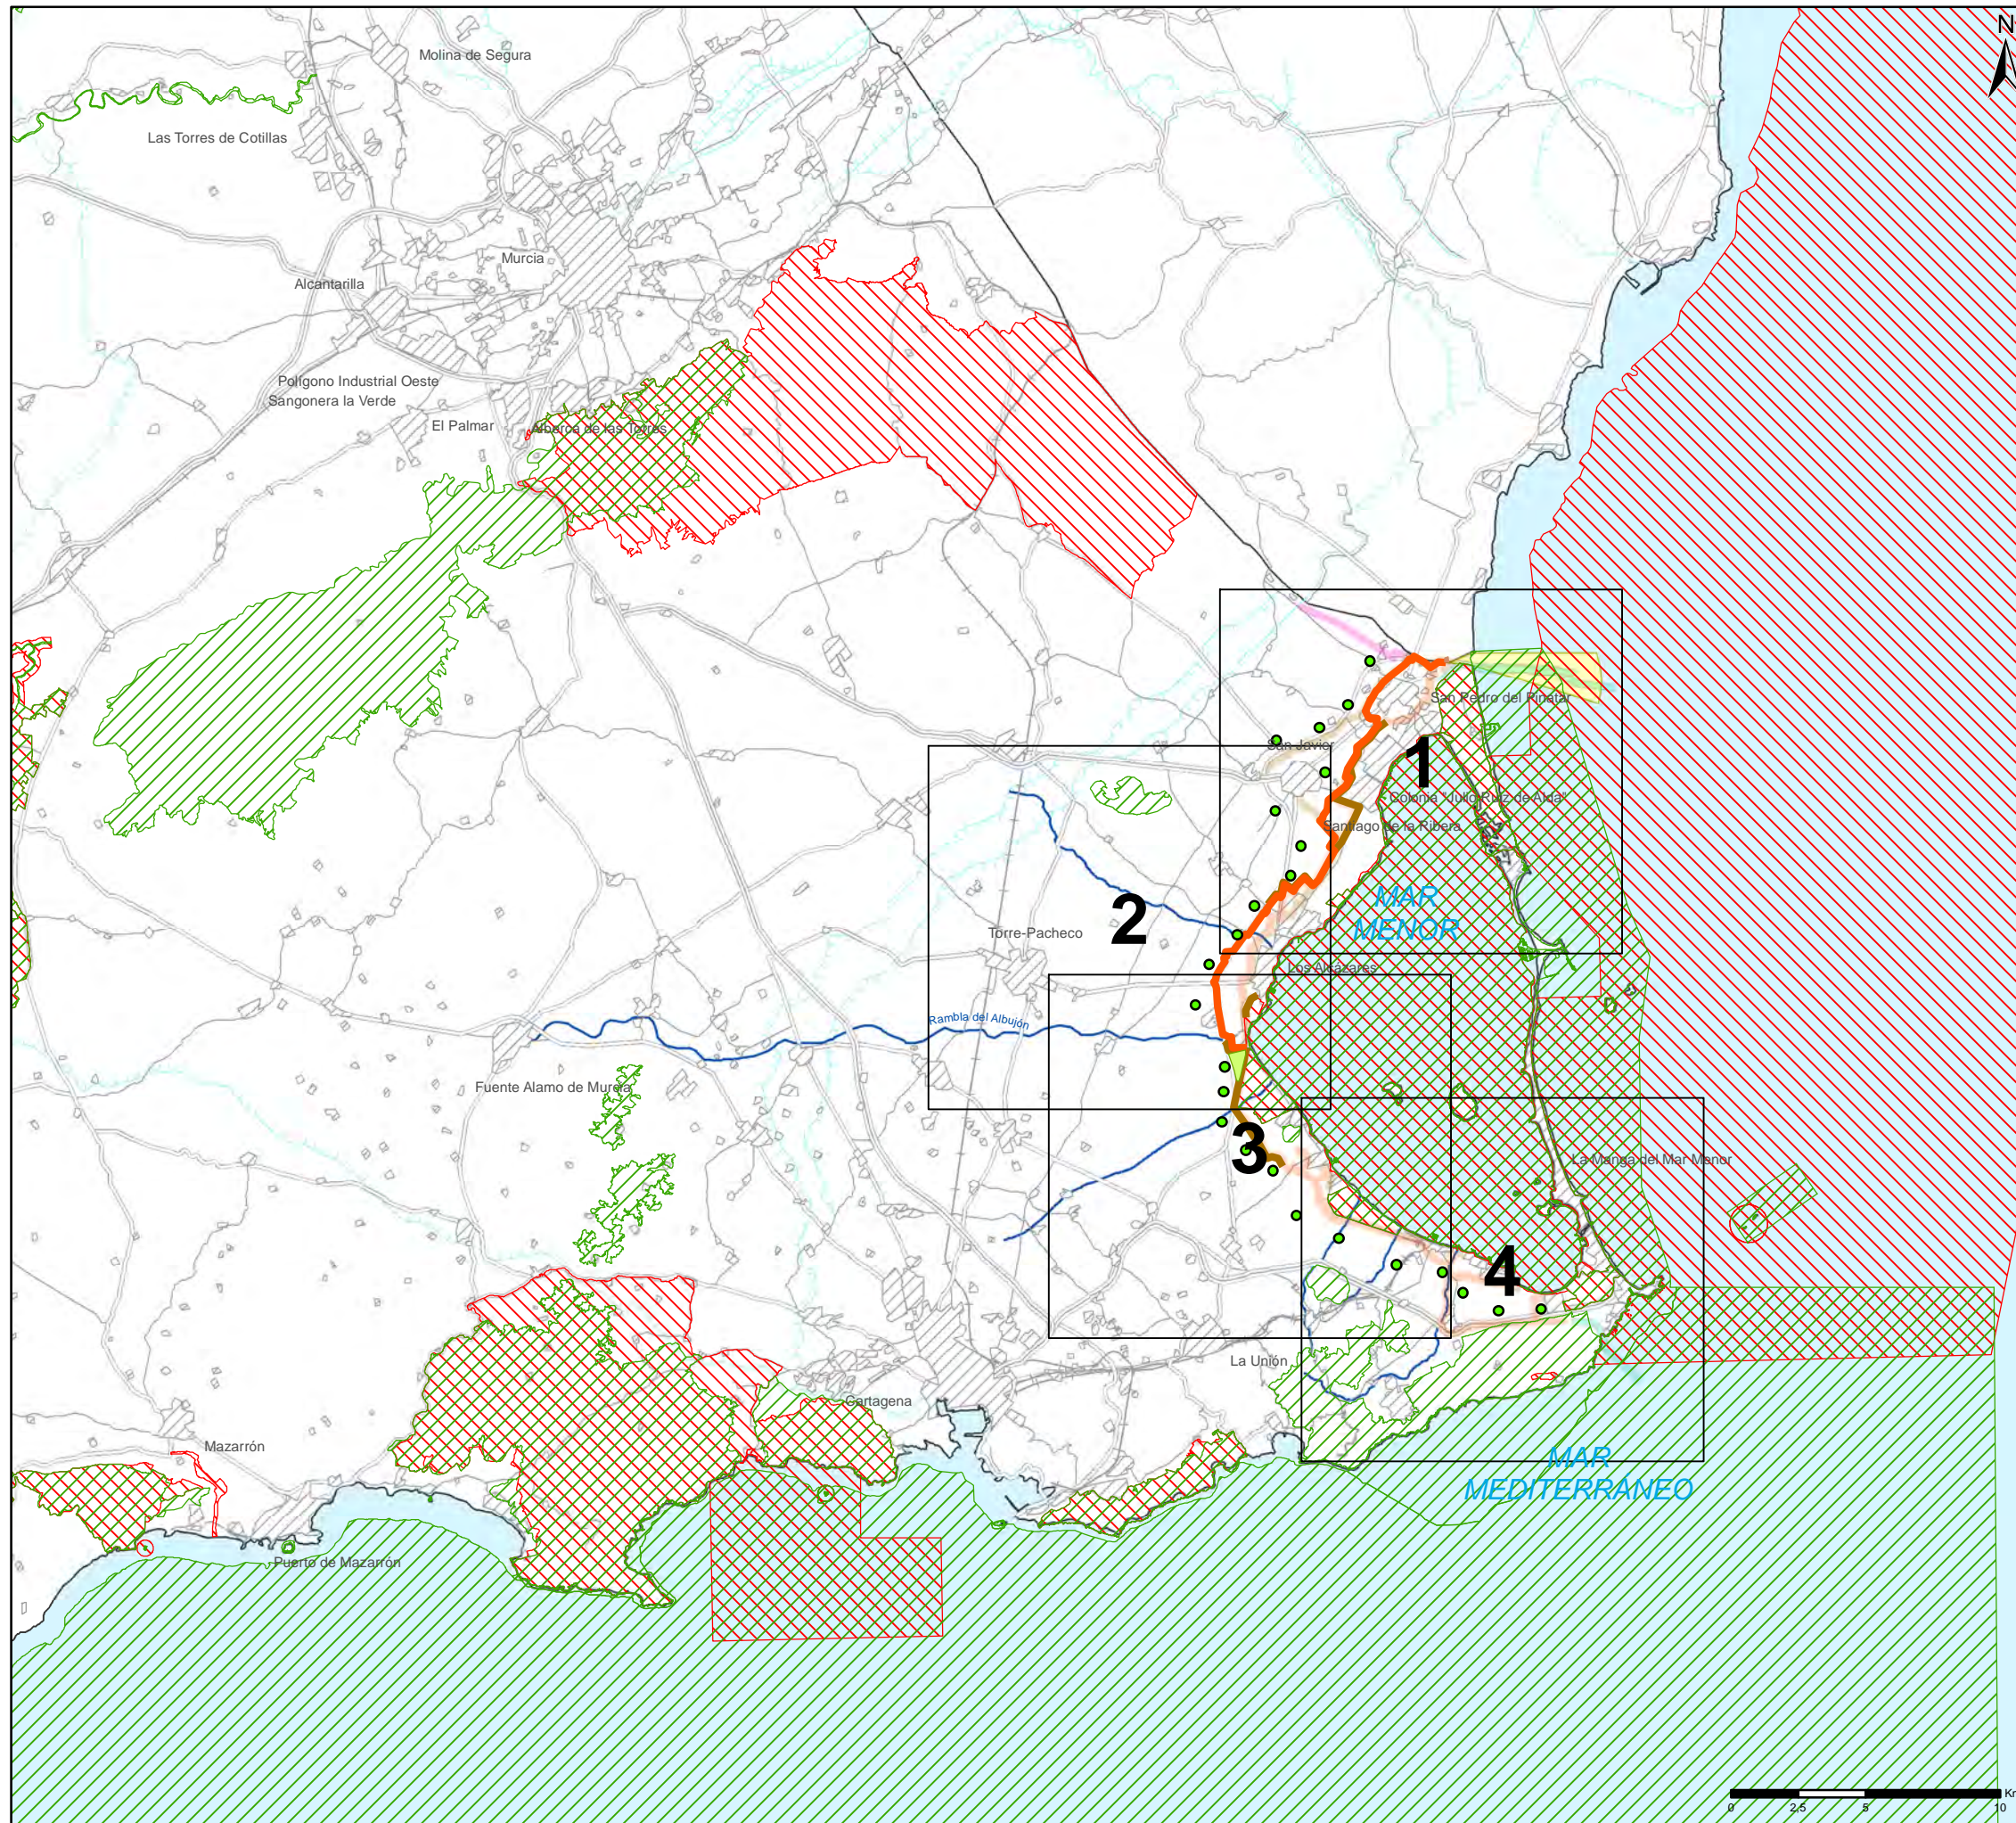 N
Molina de Segura
Las Torres de Cotillas
Murcia
Alcantarilla
Polígono Industrial Oeste
Sangonera la Verde
El Palmar
Alberca de las Torres
San Pedro del Pinatar
San Javier
1
Colonia "Julio Ruiz de Alda"
Santiago de la Ribera
MAR
MENOR
2
Torre-Pacheco
Los Alcázares
Rambla del Albujón
Fuente Alamo de Murcia
3
La Manga del Mar Menor
4
La Unión
Cartagena
Mazarrón
MAR
MEDITERRÁNEO
Puerto de Mazarrón
0 2,5 5 10